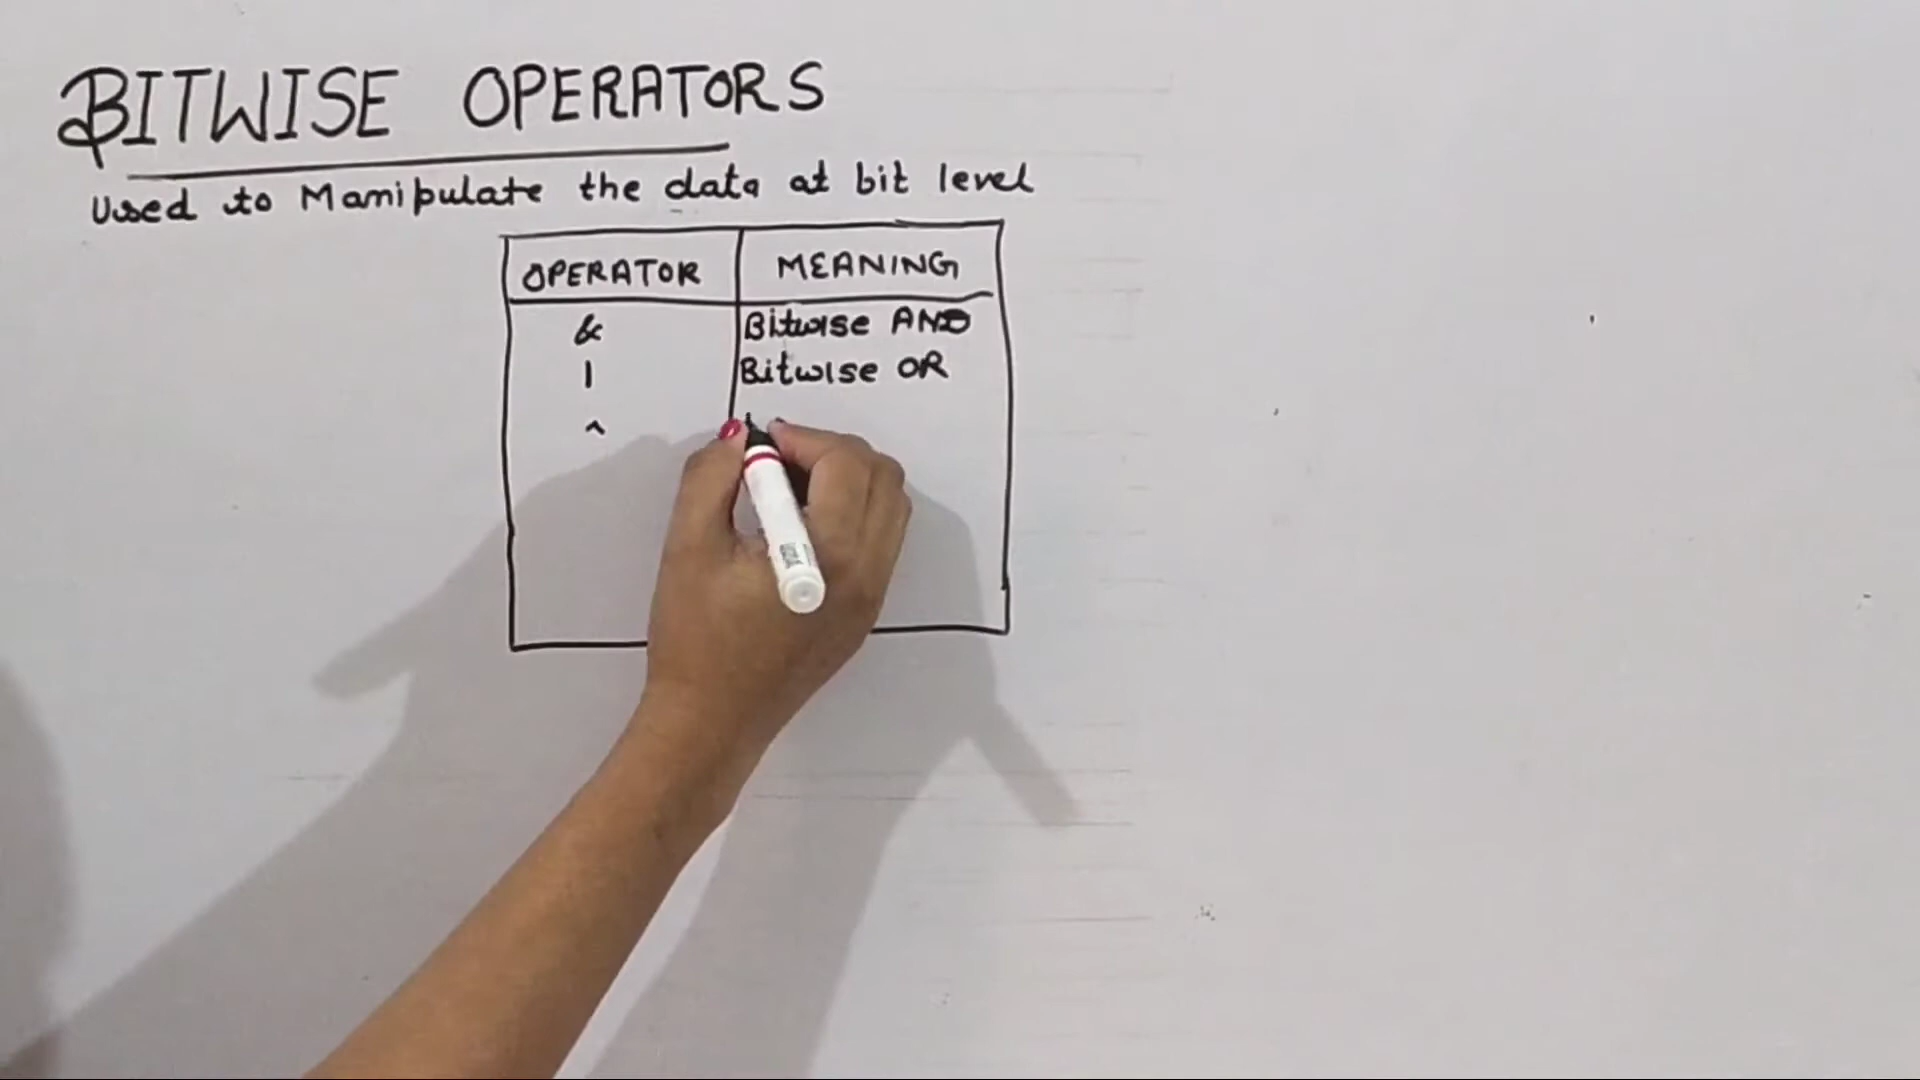 BITWISE OPERATORS
Used to Manipulate the data at bit level
OPERATOR MEANING
& Bitwise AND
| Bitwise OR
^